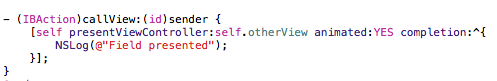 - (IBAction)callView:(id)sender {
    [self presentViewController:self.otherView animated:YES completion:^{
        NSLog(@"Field presented");
    }];
}